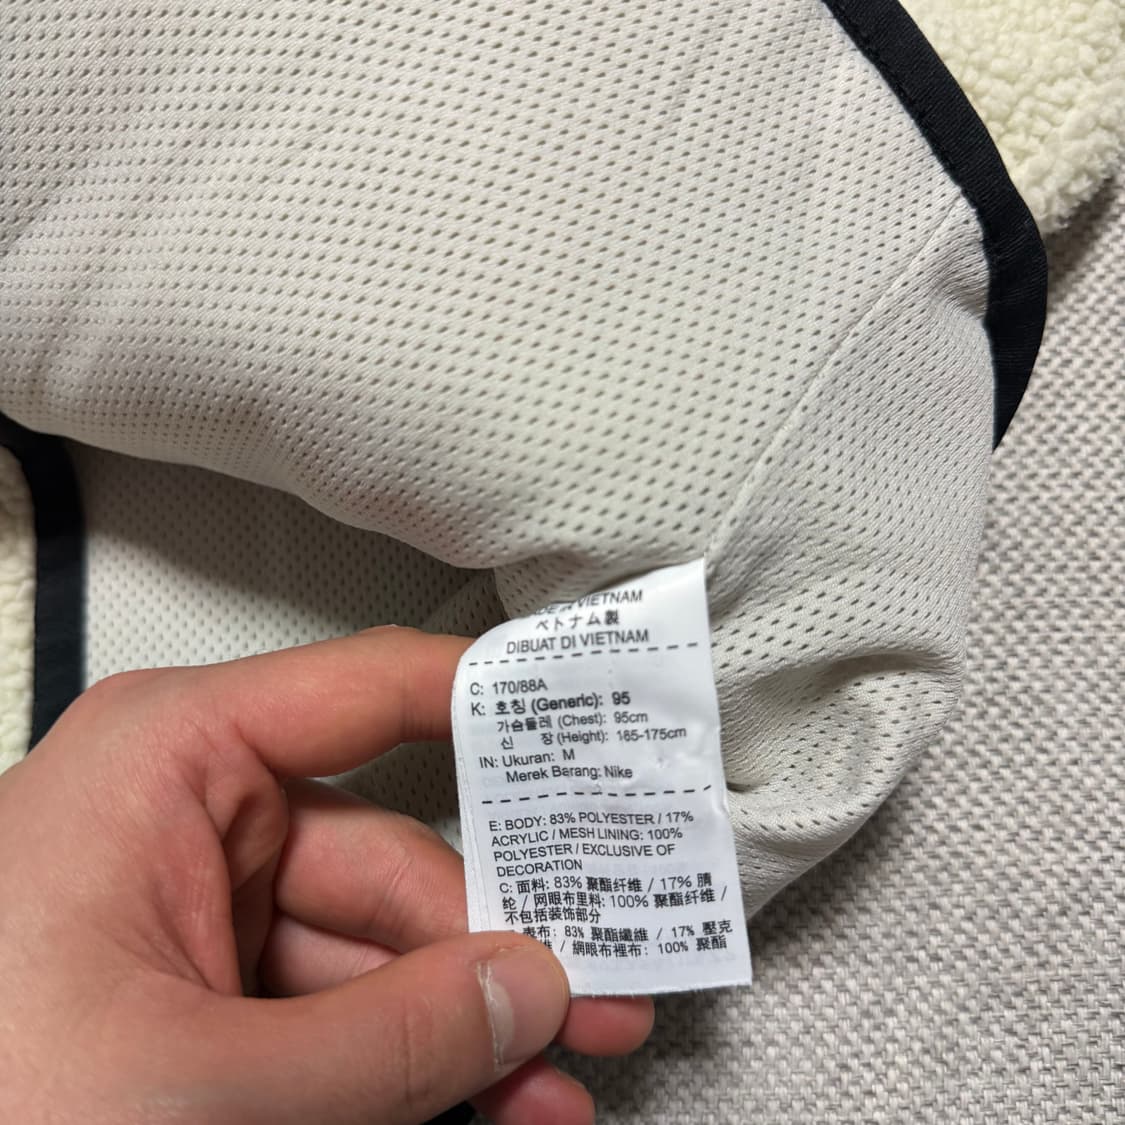 VIETNAM
ベトナム製
DIBUAT DI VIETNAM
C: 170/88A
K: 호칭 (Generic): 95
가슴둘레 (Chest): 95cm
신 장 (Height): 165-175cm
IN: Ukuran: M
Merek Barang: Nike
E: BODY: 83% POLYESTER / 17%
ACRYLIC / MESH LINING: 100%
POLYESTER / EXCLUSIVE OF
DECORATION
C: 面料: 83% 聚酯纤维 / 17% 腈
纶 / 网眼布里料: 100% 聚酯纤维 /
不包括装饰部分
表布: 83% 聚酯纖維 / 17% 壓克
維 / 網眼布裡布: 100% 聚酯